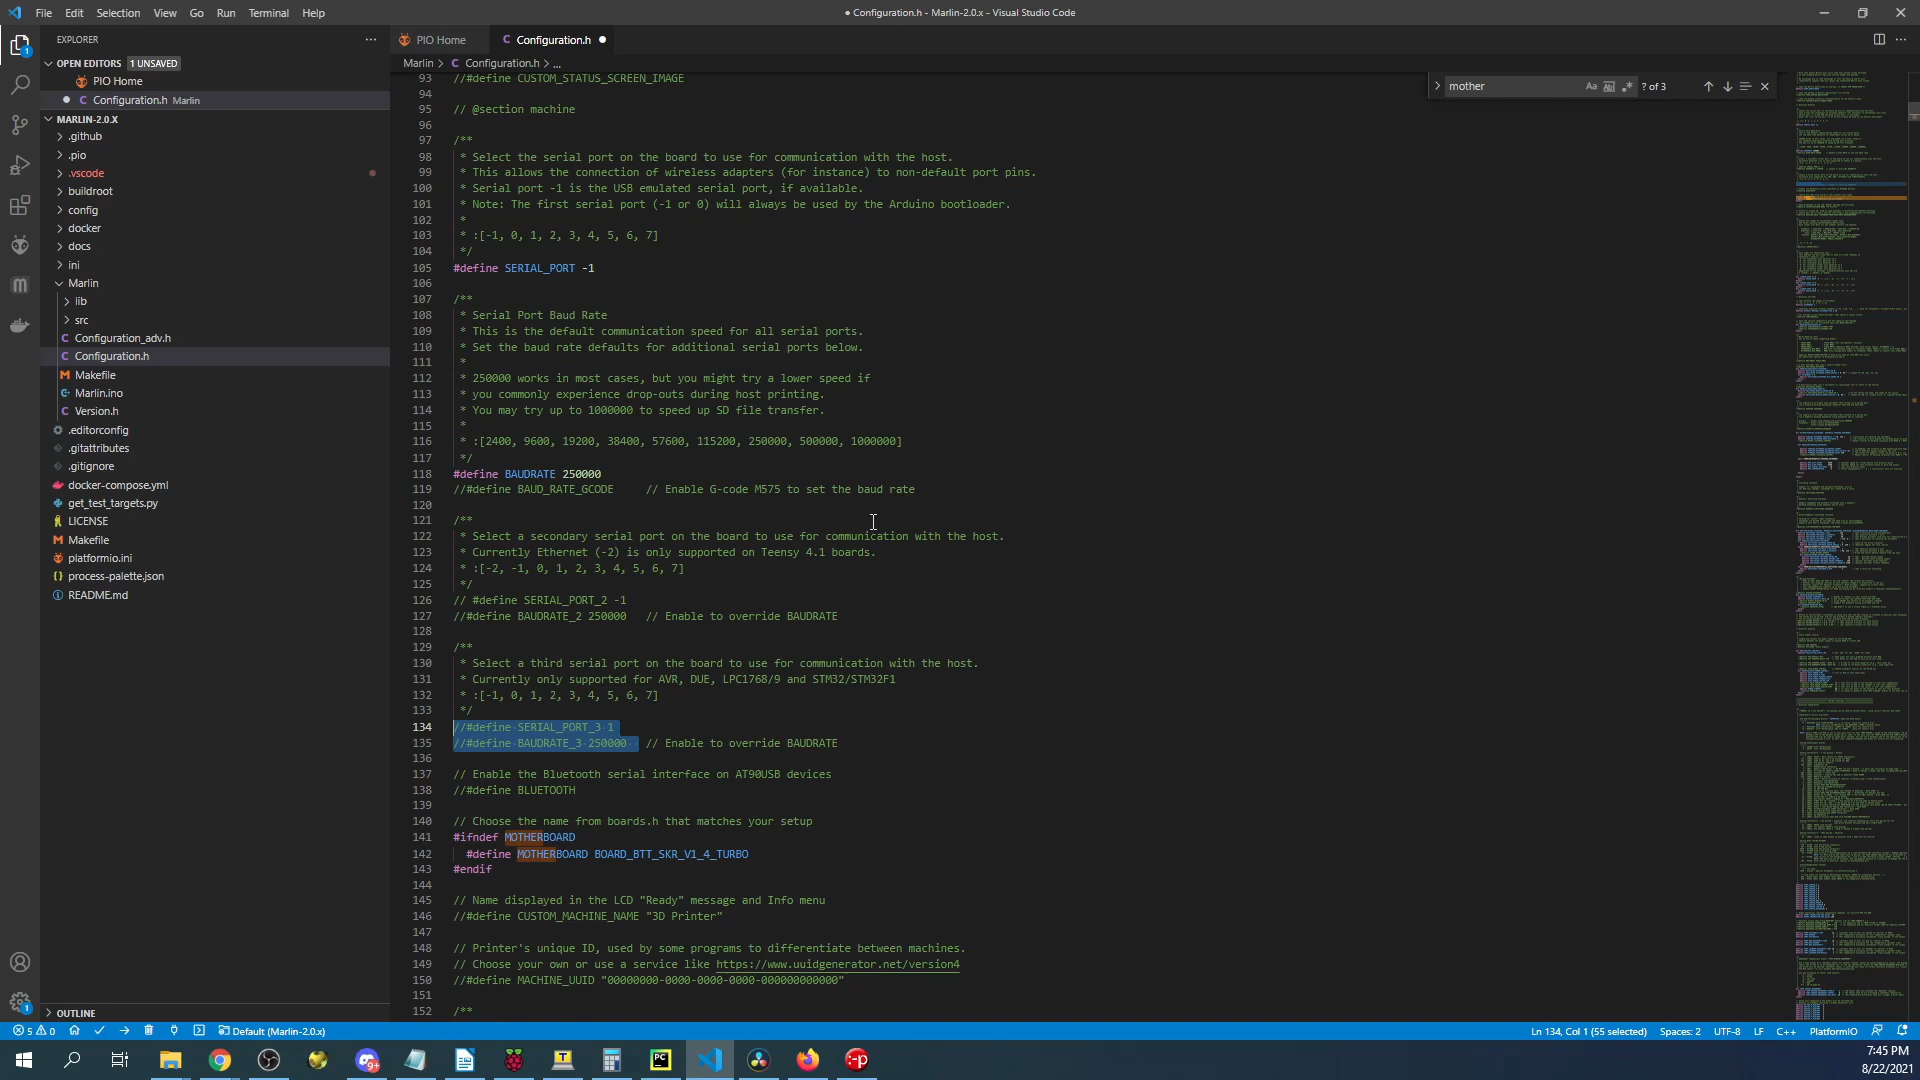 File Edit Selection View Go Run Terminal Help
● Configuration.h - Marlin-2.0.x - Visual Studio Code
EXPLORER
OPEN EDITORS 1 UNSAVED
PIO Home
Configuration.h Marlin
MARLIN-2.0.X
.github
.pio
.vscode
buildroot
config
docker
docs
ini
Marlin
lib
src
Configuration_adv.h
Configuration.h
Makefile
Marlin.ino
Version.h
.editorconfig
.gitattributes
.gitignore
docker-compose.yml
get_test_targets.py
LICENSE
Makefile
platformio.ini
process-palette.json
README.md
OUTLINE
PIO Home
Configuration.h
Marlin > C Configuration.h > ...
mother
? of 3
93 //#define CUSTOM_STATUS_SCREEN_IMAGE
94
95 // @section machine
96
97 /**
98 * Select the serial port on the board to use for communication with the host.
99 * This allows the connection of wireless adapters (for instance) to non-default port pins.
100 * Serial port -1 is the USB emulated serial port, if available.
101 * Note: The first serial port (-1 or 0) will always be used by the Arduino bootloader.
102 *
103 * :[-1, 0, 1, 2, 3, 4, 5, 6, 7]
104 */
105 #define SERIAL_PORT -1
106
107 /**
108 * Serial Port Baud Rate
109 * This is the default communication speed for all serial ports.
110 * Set the baud rate defaults for additional serial ports below.
111 *
112 * 250000 works in most cases, but you might try a lower speed if
113 * you commonly experience drop-outs during host printing.
114 * You may try up to 1000000 to speed up SD file transfer.
115 *
116 * :[2400, 9600, 19200, 38400, 57600, 115200, 250000, 500000, 1000000]
117 */
118 #define BAUDRATE 250000
119 //#define BAUD_RATE_GCODE // Enable G-code M575 to set the baud rate
120
121 /**
122 * Select a secondary serial port on the board to use for communication with the host.
123 * Currently Ethernet (-2) is only supported on Teensy 4.1 boards.
124 * :[-2, -1, 0, 1, 2, 3, 4, 5, 6, 7]
125 */
126 // #define SERIAL_PORT_2 -1
127 //#define BAUDRATE_2 250000 // Enable to override BAUDRATE
128
129 /**
130 * Select a third serial port on the board to use for communication with the host.
131 * Currently only supported for AVR, DUE, LPC1768/9 and STM32/STM32F1
132 * :[-1, 0, 1, 2, 3, 4, 5, 6, 7]
133 */
134 //#define SERIAL_PORT_3 1
135 //#define BAUDRATE_3 250000 // Enable to override BAUDRATE
136
137 // Enable the Bluetooth serial interface on AT90USB devices
138 //#define BLUETOOTH
139
140 // Choose the name from boards.h that matches your setup
141 #ifndef MOTHERBOARD
142 #define MOTHERBOARD BOARD_BTT_SKR_V1_4_TURBO
143 #endif
144
145 // Name displayed in the LCD "Ready" message and Info menu
146 //#define CUSTOM_MACHINE_NAME "3D Printer"
147
148 // Printer's unique ID, used by some programs to differentiate between machines.
149 // Choose your own or use a service like https://www.uuidgenerator.net/version4
150 //#define MACHINE_UUID "00000000-0000-0000-0000-000000000000"
151
152 /**
5 0 Default (Marlin-2.0.x)
Ln 134, Col 1 (55 selected) Spaces: 2 UTF-8 LF C++ PlatformIO
7:45 PM
8/22/2021